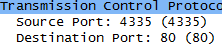 Transmission Control Protoco
Source Port: 4335 (4335)
Destination Port: 80 (80)